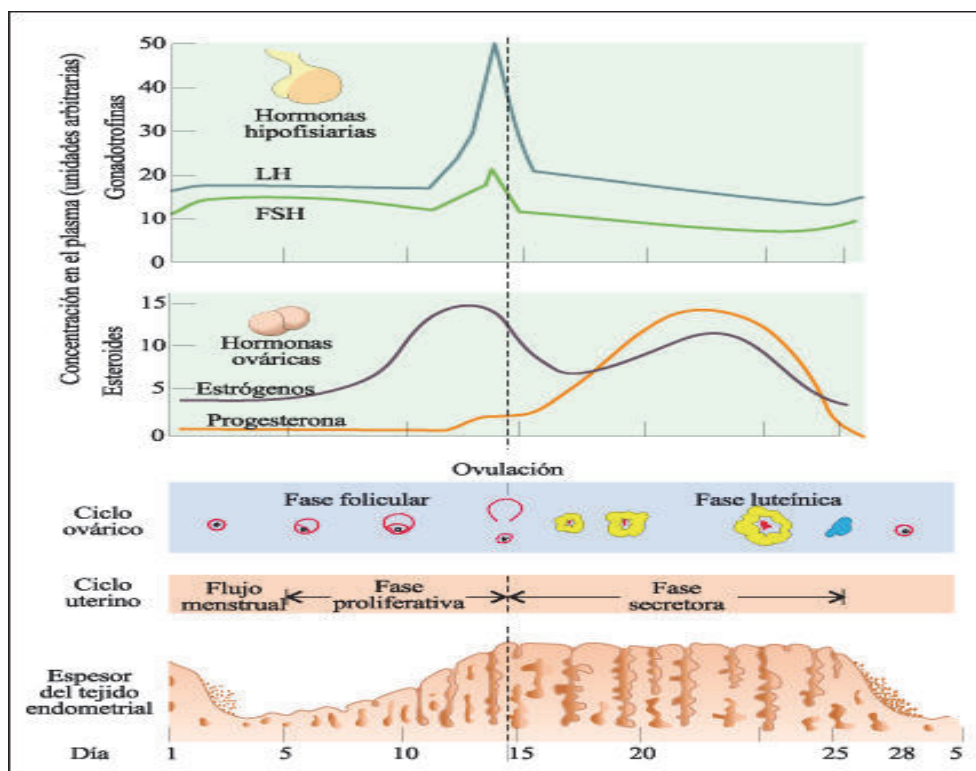 Concentración en el plasma (unidades arbitrarias)
Gonadotrofinas
50
40
30
20
10
0
Hormonas
hipofisiarias
LH
FSH
Esteroides
15
10
5
0
Hormonas
ováricas
Estrógenos
Progesterona
Ovulación
Ciclo
ovárico
Fase folicular
Fase luteínica
Ciclo
uterino
Flujo
menstrual
Fase
proliferativa
Fase
secretora
Espesor
del tejido
endometrial
Día
1 5 10 15 20 25 28 5